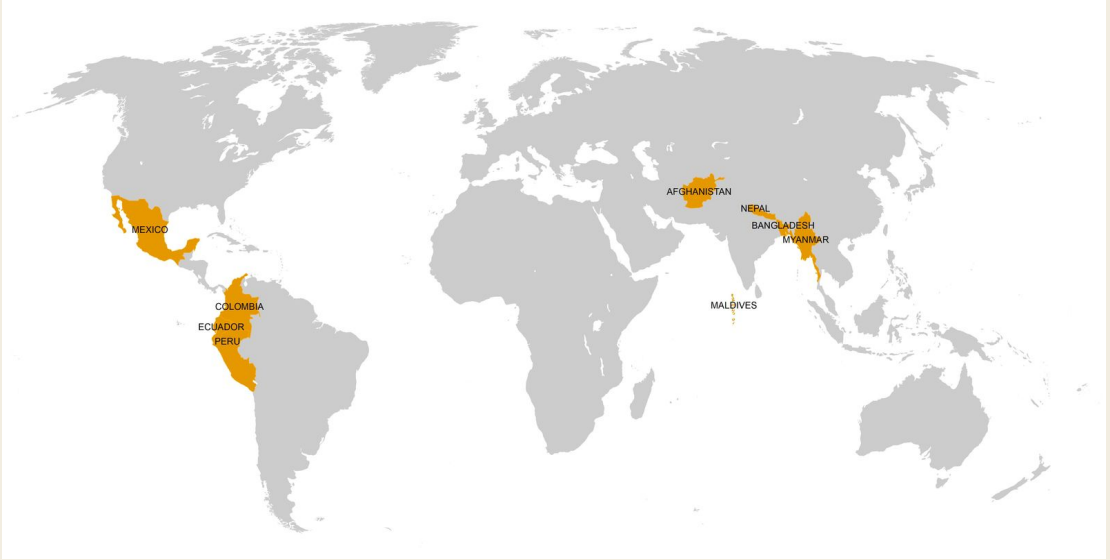 AFGHANISTAN
NEPAL
BANGLADESH
MEXICO
MYANMAR
MALDIVES
COLOMBIA
ECUADOR
PERU